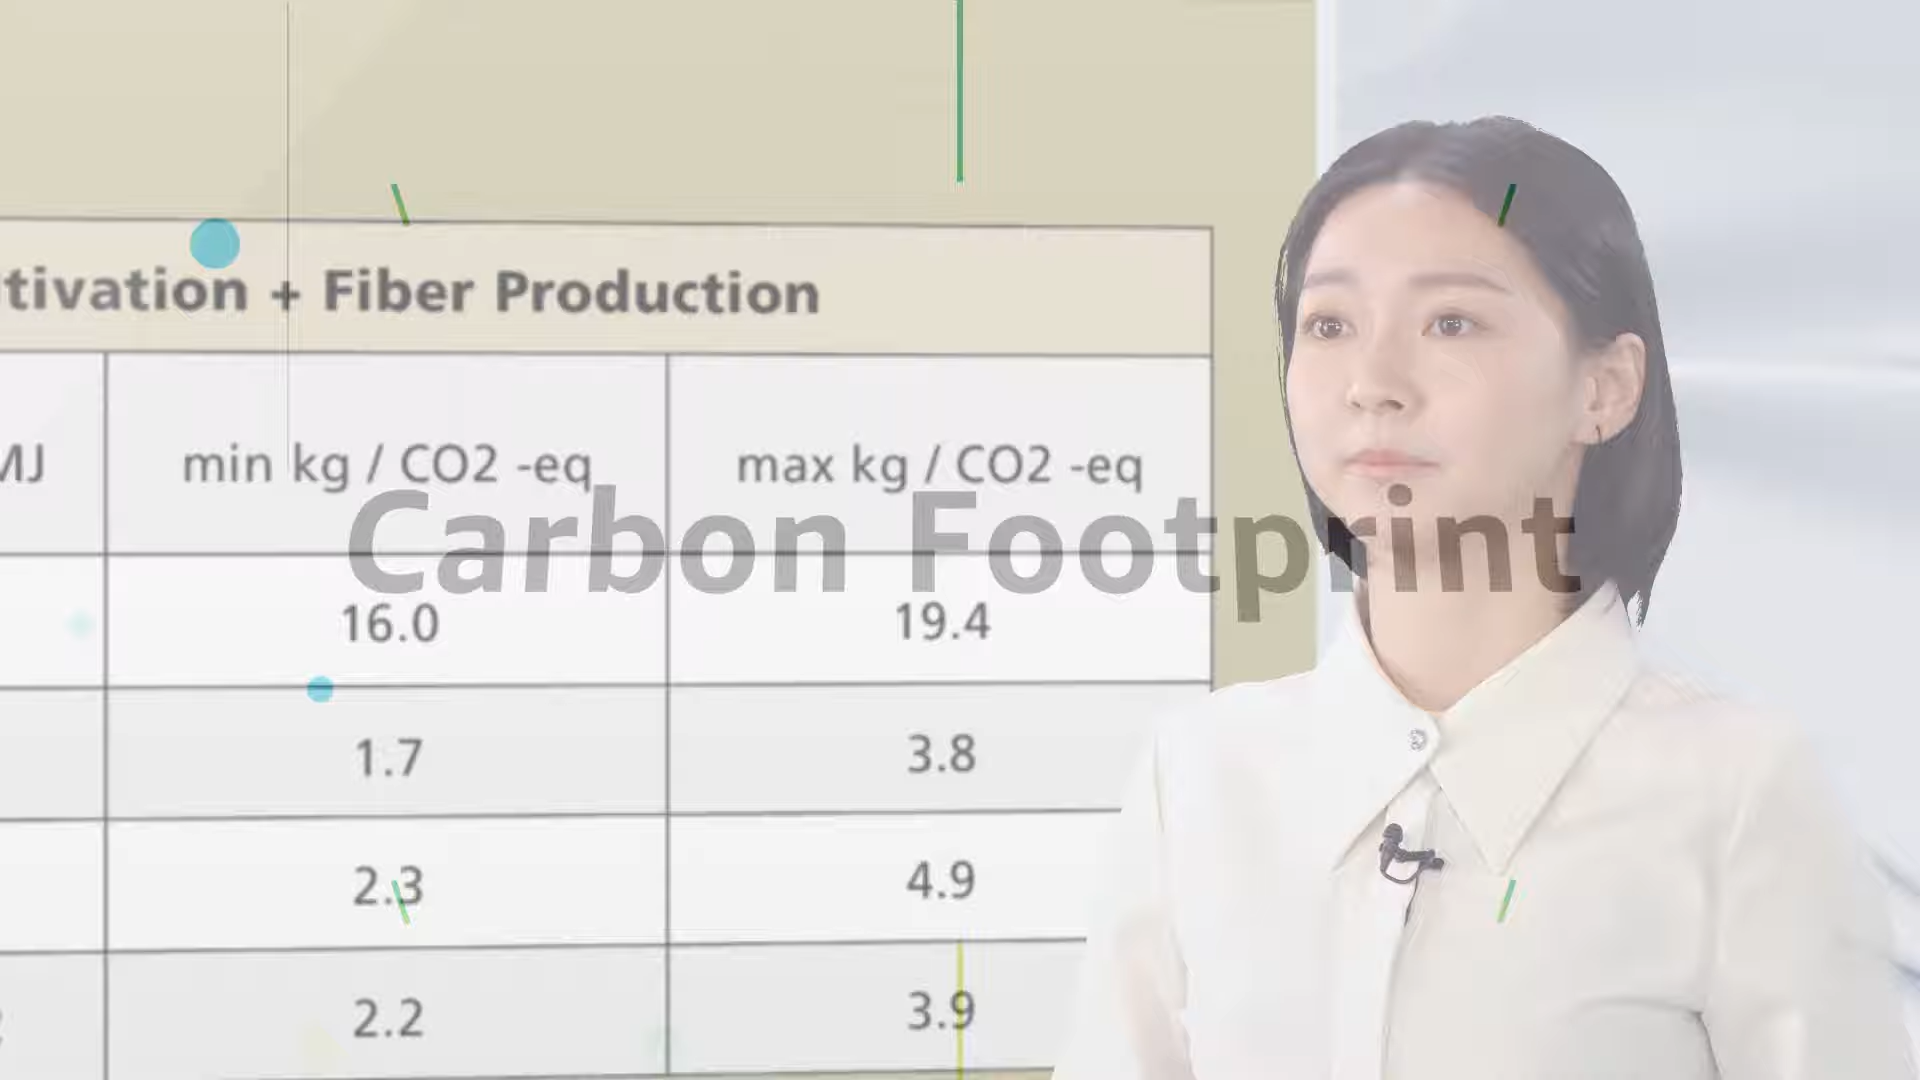 tivation + Fiber Production
MJ min kg / CO2 -eq max kg / CO2 -eq
Carbon Footprint
16.0 19.4
1.7 3.8
2.3 4.9
2.2 3.9